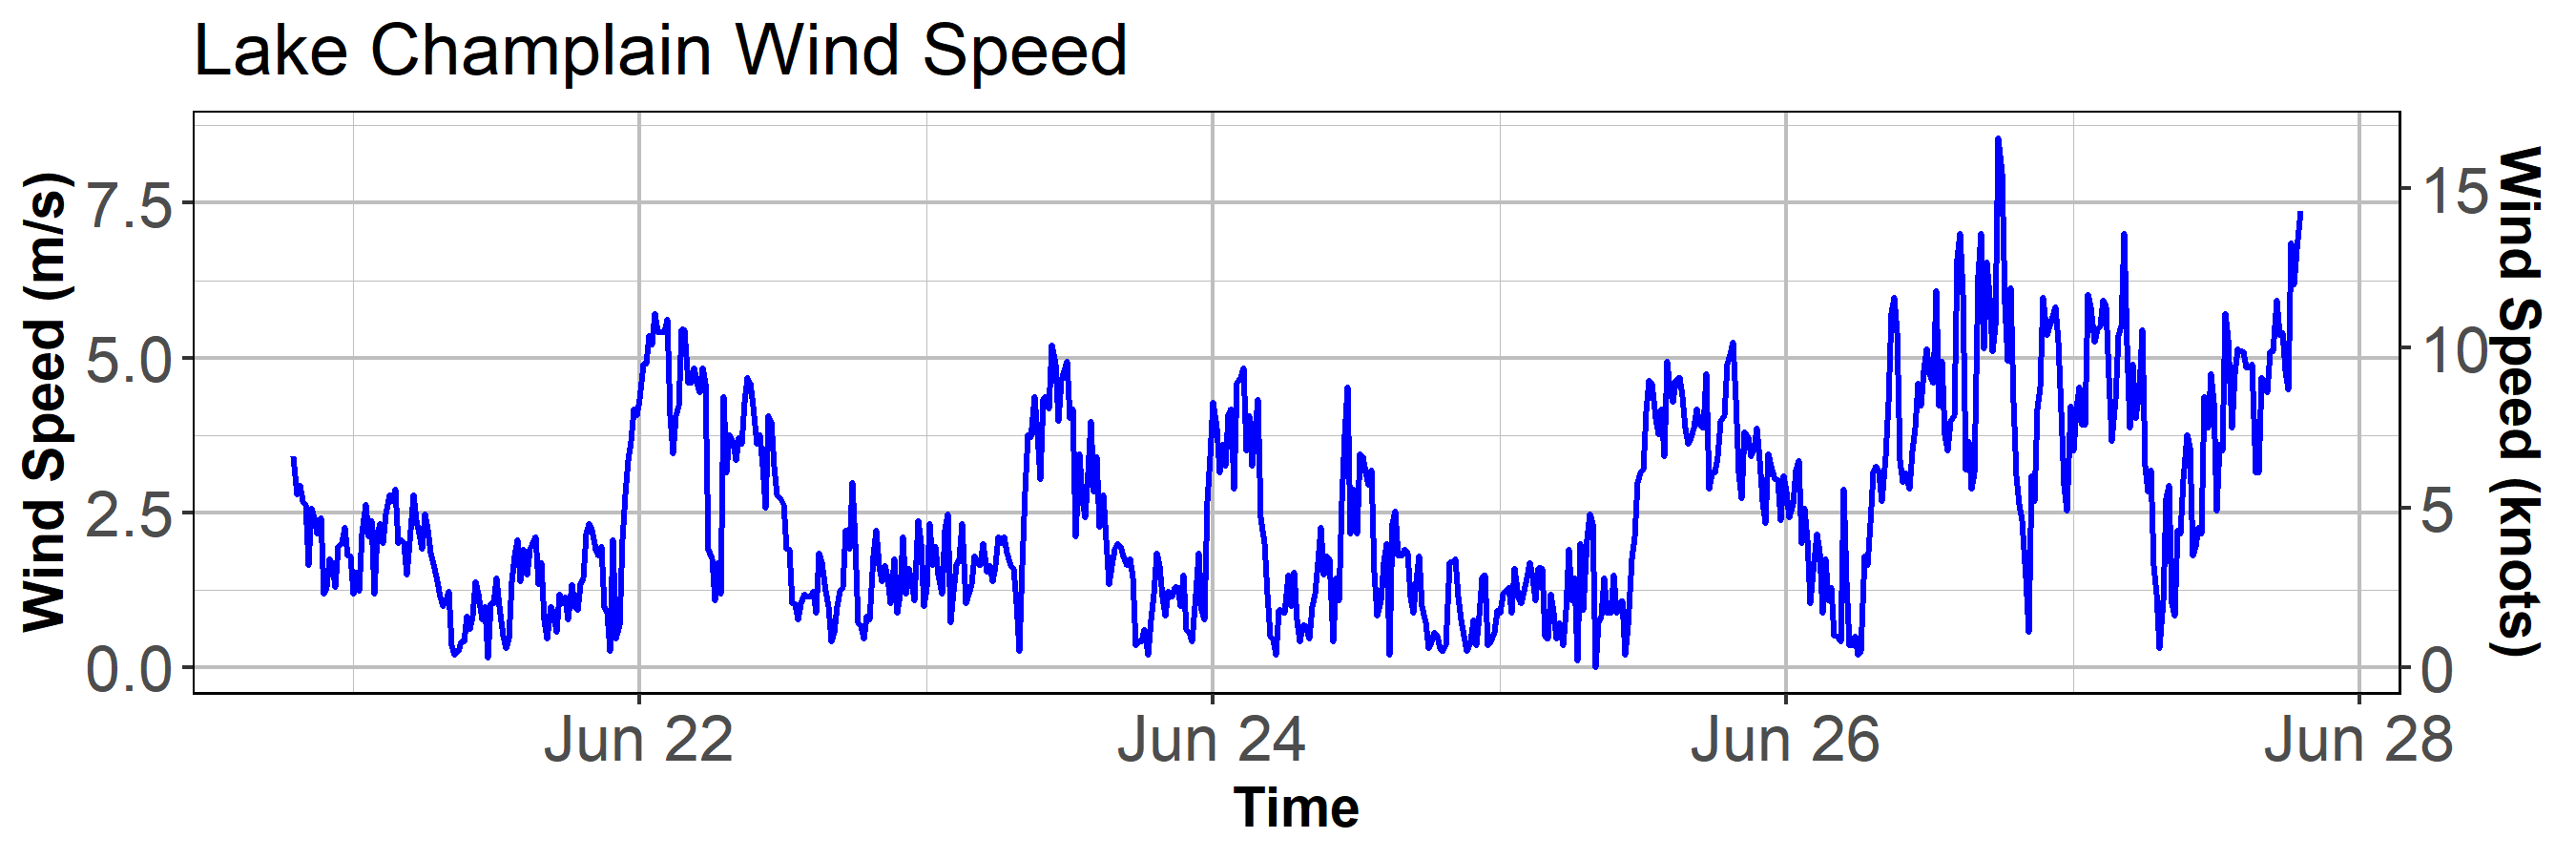 Lake Champlain Wind Speed
Wind Speed (m/s)
7.5
5.0
2.5
0.0
15
10
5
0
Wind Speed (knots)
Jun 22 Jun 24 Jun 26 Jun 28
Time